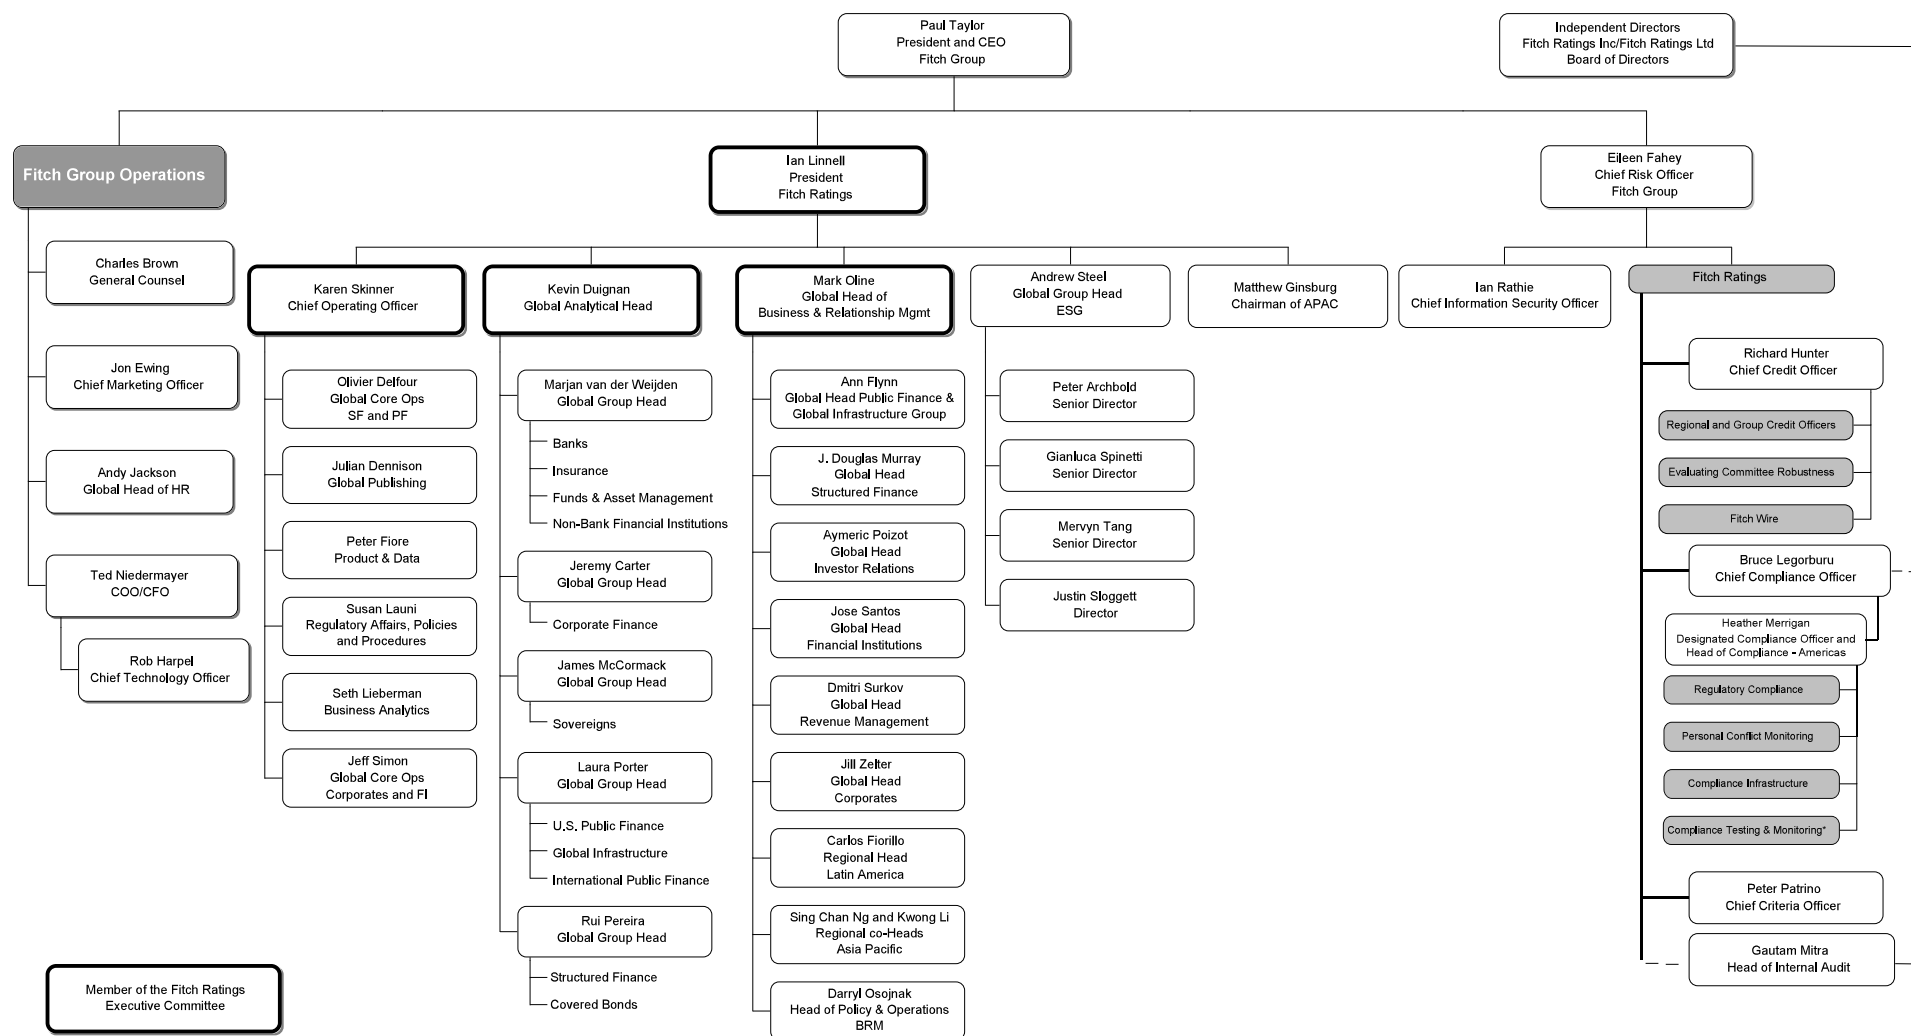 Paul Taylor
President and CEO
Fitch Group
Independent Directors
Fitch Ratings Inc/Fitch Ratings Ltd
Board of Directors
Fitch Group Operations
Charles Brown
General Counsel
Jon Ewing
Chief Marketing Officer
Andy Jackson
Global Head of HR
Ted Niedermayer
COO/CFO
Rob Harpel
Chief Technology Officer
Ian Linnell
President
Fitch Ratings
Karen Skinner
Chief Operating Officer
Olivier Delfour
Global Core Ops
SF and PF
Julian Dennison
Global Publishing
Peter Fiore
Product & Data
Susan Launi
Regulatory Affairs, Policies
and Procedures
Seth Lieberman
Business Analytics
Jeff Simon
Global Core Ops
Corporates and FI
Kevin Duignan
Global Analytical Head
Marjan van der Weijden
Global Group Head
Banks
Insurance
Funds & Asset Management
Non-Bank Financial Institutions
Jeremy Carter
Global Group Head
Corporate Finance
James McCormack
Global Group Head
Sovereigns
Laura Porter
Global Group Head
U.S. Public Finance
Global Infrastructure
International Public Finance
Rui Pereira
Global Group Head
Structured Finance
Covered Bonds
Mark Oline
Global Head of
Business & Relationship Mgmt
Ann Flynn
Global Head Public Finance &
Global Infrastructure Group
J. Douglas Murray
Global Head
Structured Finance
Aymeric Poizot
Global Head
Investor Relations
Jose Santos
Global Head
Financial Institutions
Dmitri Surkov
Global Head
Revenue Management
Jill Zelter
Global Head
Corporates
Carlos Fiorillo
Regional Head
Latin America
Sing Chan Ng and Kwong Li
Regional co-Heads
Asia Pacific
Darryl Osojnak
Head of Policy & Operations
BRM
Andrew Steel
Global Group Head
ESG
Peter Archbold
Senior Director
Gianluca Spinetti
Senior Director
Mervyn Tang
Senior Director
Justin Sloggett
Director
Matthew Ginsburg
Chairman of APAC
Eileen Fahey
Chief Risk Officer
Fitch Group
Ian Rathie
Chief Information Security Officer
Fitch Ratings
Richard Hunter
Chief Credit Officer
Regional and Group Credit Officers
Evaluating Committee Robustness
Fitch Wire
Bruce Legorburu
Chief Compliance Officer
Heather Merrigan
Designated Compliance Officer and
Head of Compliance - Americas
Regulatory Compliance
Personal Conflict Monitoring
Compliance Infrastructure
Compliance Testing & Monitoring*
Peter Patrino
Chief Criteria Officer
Gautam Mitra
Head of Internal Audit
Member of the Fitch Ratings
Executive Committee